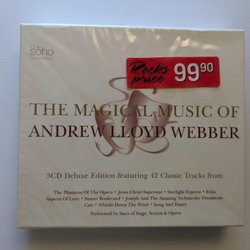 soho
Rocks
price
99 90
THE MAGICAL MUSIC OF
ANDREW LLOYD WEBBER
3CD Deluxe Edition featuring 42 Classic Tracks from
The Phantom Of The Opera • Jesus Christ Superstar • Starlight Express • Evita
Aspects Of Love • Sunset Boulevard • Joseph And The Amazing Technicolor Dreamcoat
Cats • Whistle Down The Wind • Song And Dance
Performed by Stars of Stage, Screen & Opera